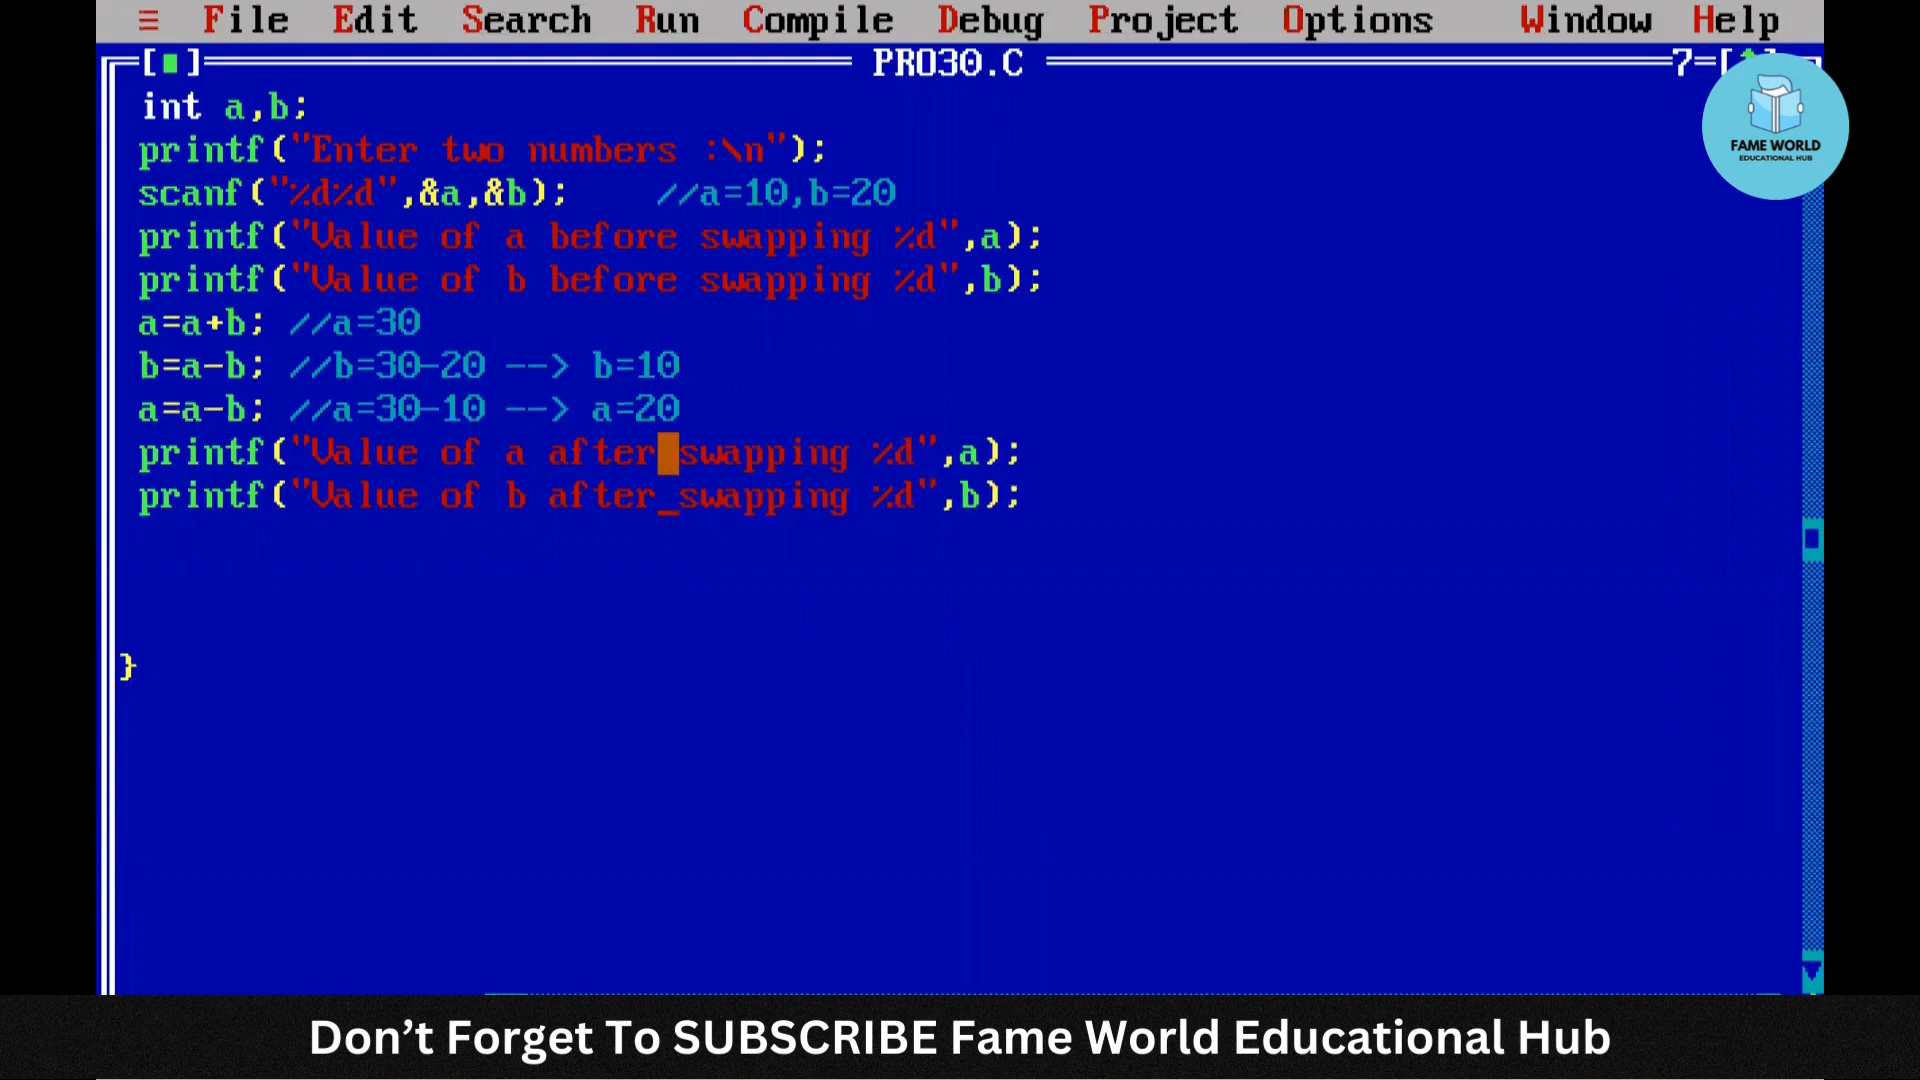 ≡ File Edit Search Run Compile Debug Project Options Window Help
[■] PRO30.C 7=[↑]
int a,b;
printf("Enter two numbers :\n");
scanf("%d%d",&a,&b); //a=10,b=20
printf("Value of a before swapping %d",a);
printf("Value of b before swapping %d",b);
a=a+b; //a=30
b=a-b; //b=30-20 --> b=10
a=a-b; //a=30-10 --> a=20
printf("Value of a after swapping %d",a);
printf("Value of b after_swapping %d",b);
}
FAME WORLD
EDUCATIONAL HUB
Don’t Forget To SUBSCRIBE Fame World Educational Hub